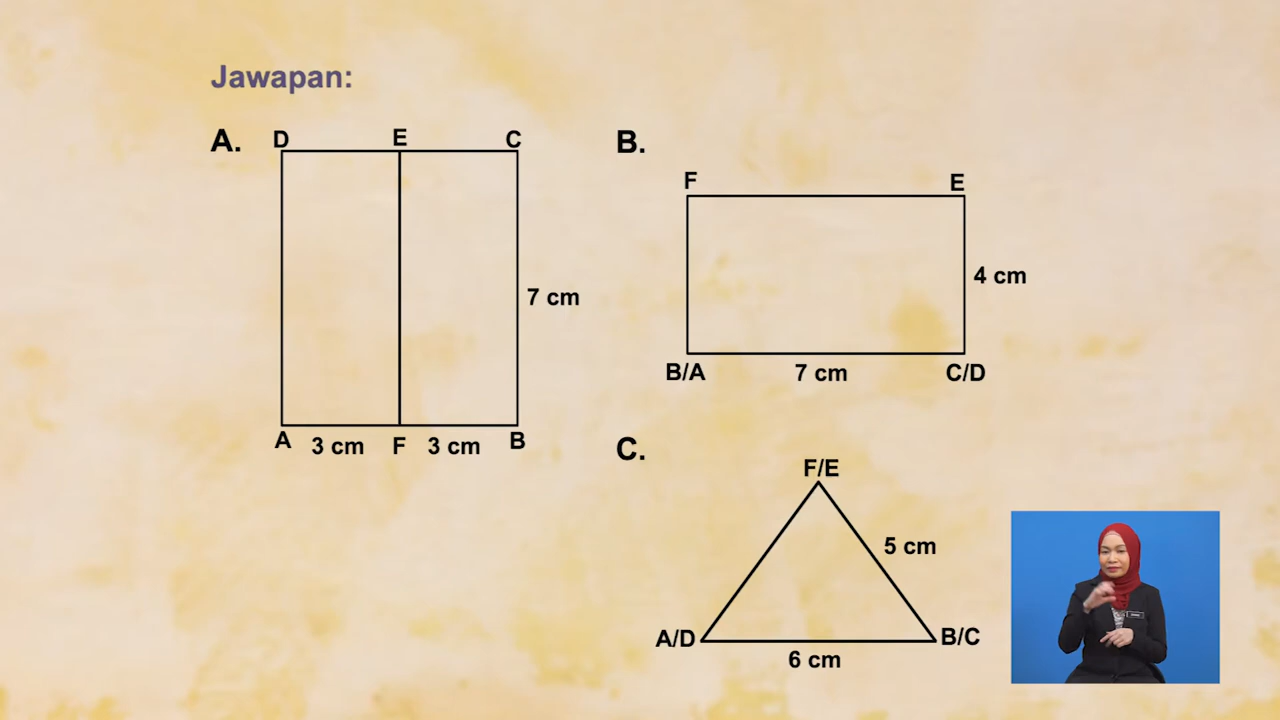 Jawapan:
A.
D E C
7 cm
A 3 cm F 3 cm B
B.
F E
4 cm
B/A 7 cm C/D
C.
F/E
5 cm
A/D B/C
6 cm